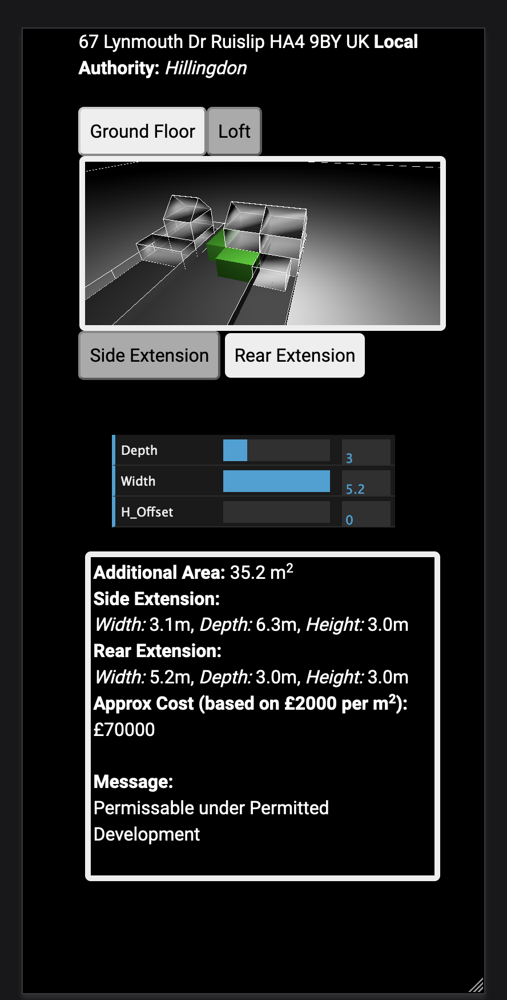 67 Lynmouth Dr Ruislip HA4 9BY UK Local
Authority: Hillingdon
Ground Floor Loft
Side Extension Rear Extension
Depth 3
Width 5.2
H_Offset 0
Additional Area: 35.2 m²
Side Extension:
Width: 3.1m, Depth: 6.3m, Height: 3.0m
Rear Extension:
Width: 5.2m, Depth: 3.0m, Height: 3.0m
Approx Cost (based on £2000 per m²):
£70000
Message:
Permissable under Permitted
Development